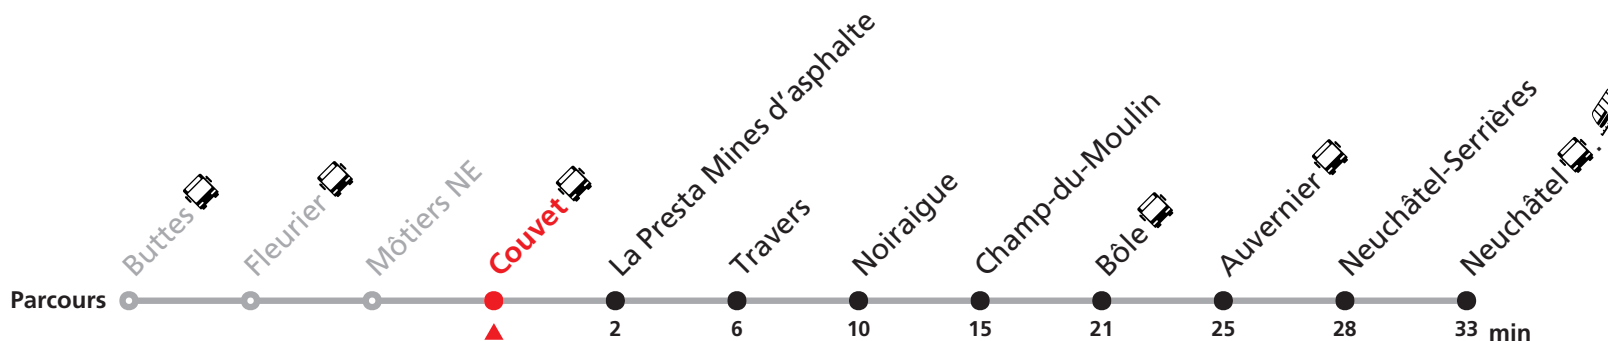 Buttes
Fleurier
Môtiers NE
Couvet
La Presta Mines d'asphalte
Travers
Noiraigue
Champ-du-Moulin
Bôle
Auvernier
Neuchâtel-Serrières
Neuchâtel
Parcours
2 6 10 15 21 25 28 33 min